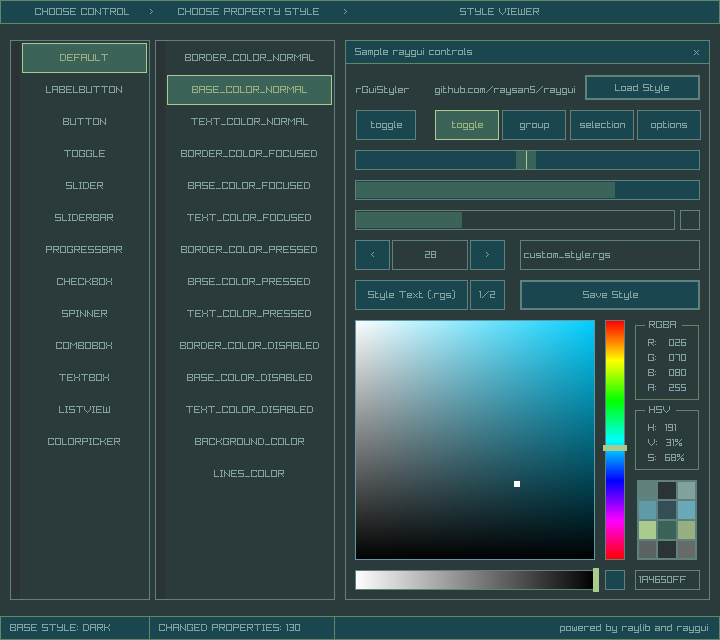 CHOOSE CONTROL > CHOOSE PROPERTY STYLE > STYLE VIEWER
DEFAULT
LABELBUTTON
BUTTON
TOGGLE
SLIDER
SLIDERBAR
PROGRESSBAR
CHECKBOX
SPINNER
COMBOBOX
TEXTBOX
LISTVIEW
COLORPICKER
BORDER_COLOR_NORMAL
BASE_COLOR_NORMAL
TEXT_COLOR_NORMAL
BORDER_COLOR_FOCUSED
BASE_COLOR_FOCUSED
TEXT_COLOR_FOCUSED
BORDER_COLOR_PRESSED
BASE_COLOR_PRESSED
TEXT_COLOR_PRESSED
BORDER_COLOR_DISABLED
BASE_COLOR_DISABLED
TEXT_COLOR_DISABLED
BACKGROUND_COLOR
LINES_COLOR
Sample raygui controls x
rGuiStyler github.com/raysan5/raygui Load Style
toggle toggle group selection options
< 28 > custom_style.rgs
Style Text (.rgs) 1/2 Save Style
RGBA
R: 026
G: 070
B: 080
A: 255
HSV
H: 191
V: 31%
S: 68%
1A4650FF
BASE STYLE: DARK CHANGED PROPERTIES: 130 powered by raylib and raygui